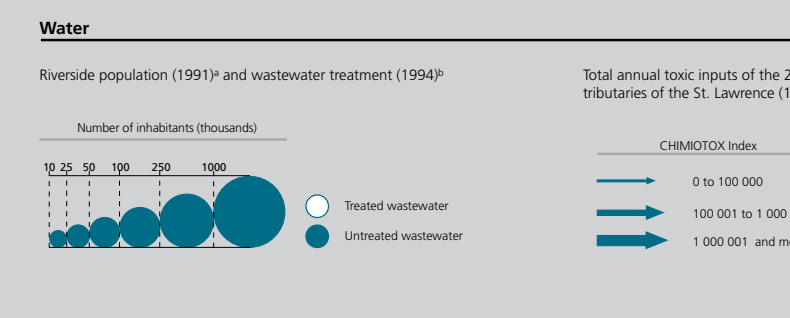 Water
Riverside population (1991)a and wastewater treatment (1994)b
Number of inhabitants (thousands)
10 25 50 100 250 1000
Treated wastewater
Untreated wastewater
Total annual toxic inputs of the 2
tributaries of the St. Lawrence (1
CHIMIOTOX Index
0 to 100 000
100 001 to 1 000
1 000 001 and